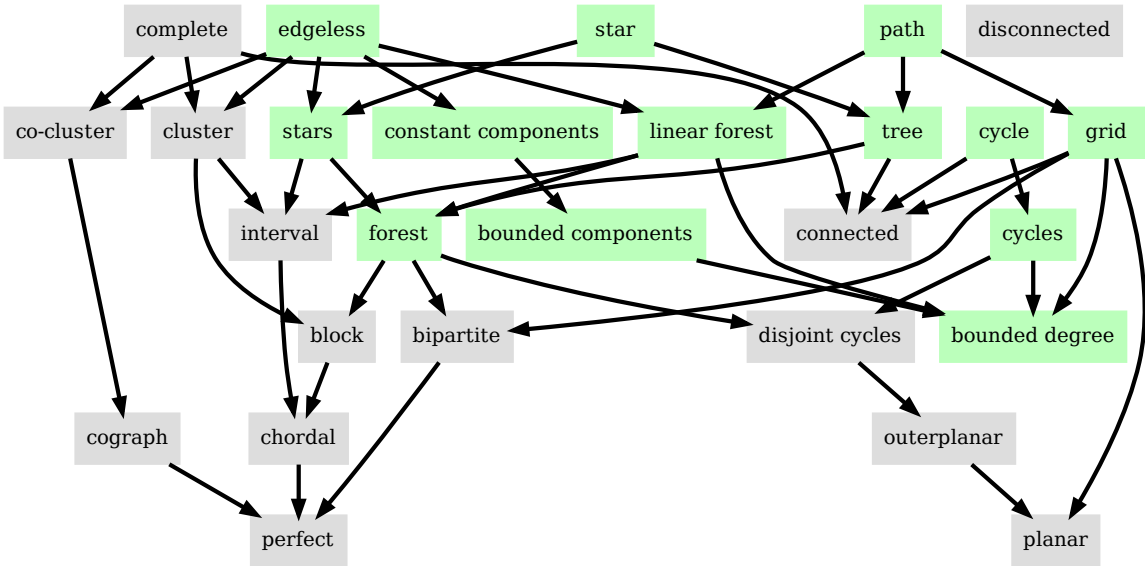 complete
edgeless
star
path
disconnected
co-cluster
cluster
stars
constant components
linear forest
tree
cycle
grid
interval
forest
bounded components
connected
cycles
block
bipartite
disjoint cycles
bounded degree
cograph
chordal
outerplanar
perfect
planar